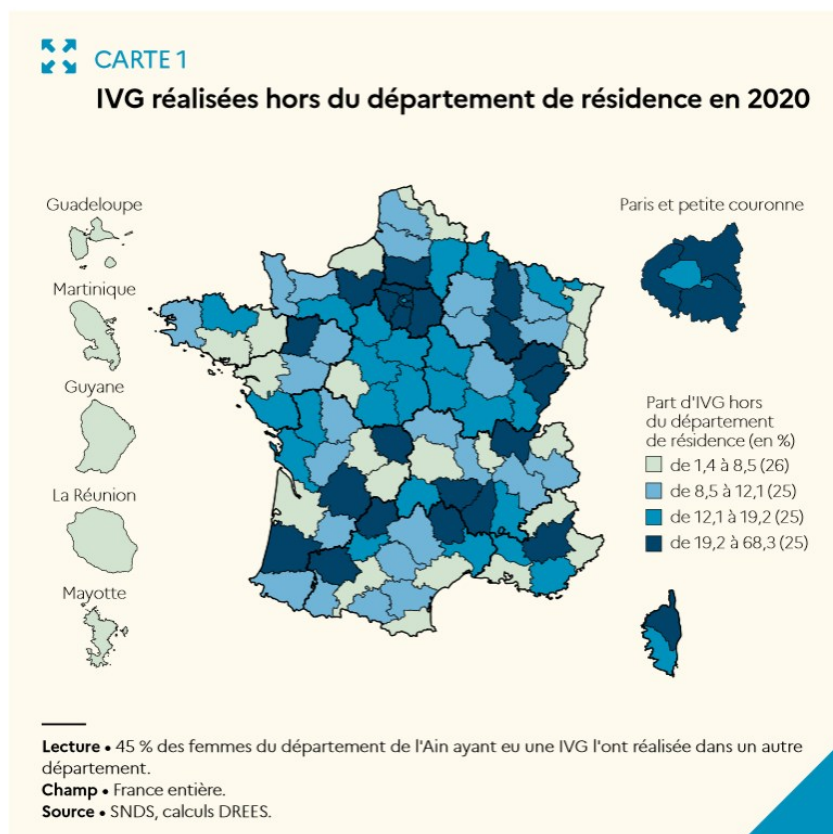 CARTE 1
IVG réalisées hors du département de résidence en 2020
Guadeloupe
Martinique
Guyane
La Réunion
Mayotte
Paris et petite couronne
Part d'IVG hors
du département
de résidence (en %)
de 1,4 à 8,5 (26)
de 8,5 à 12,1 (25)
de 12,1 à 19,2 (25)
de 19,2 à 68,3 (25)
Lecture • 45 % des femmes du département de l'Ain ayant eu une IVG l'ont réalisée dans un autre
département.
Champ • France entière.
Source • SNDS, calculs DREES.